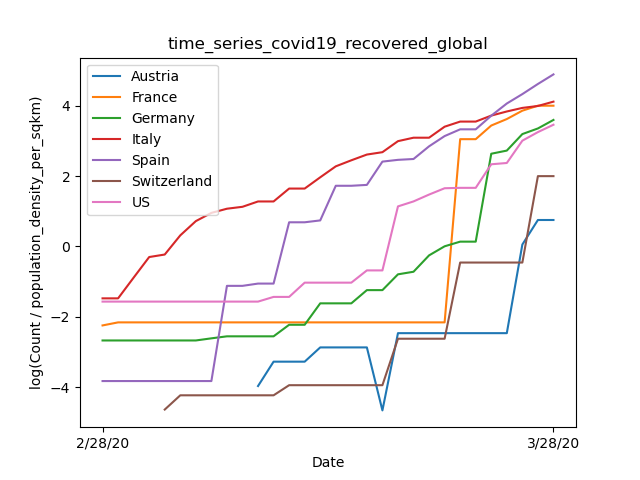 time_series_covid19_recovered_global
log(Count / population_density_per_sqkm)
4
2
0
−2
−4
Austria
France
Germany
Italy
Spain
Switzerland
US
2/28/20
3/28/20
Date